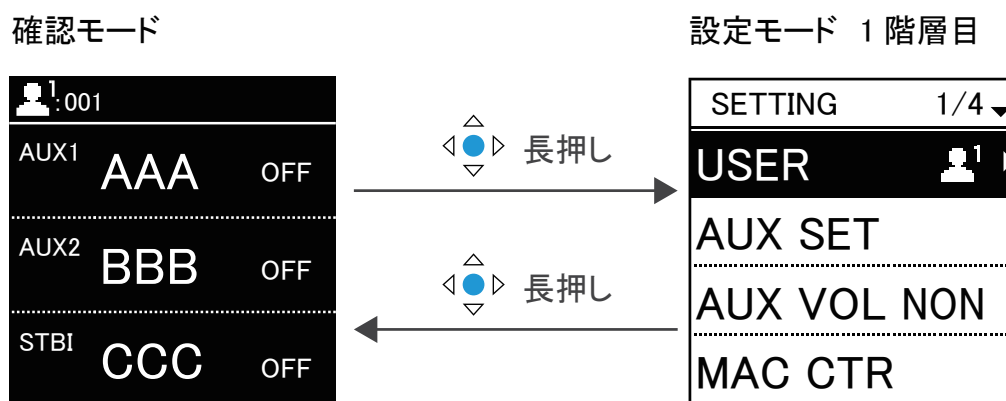 確認モード
設定モード 1階層目
1:001
AUX1 AAA OFF
AUX2 BBB OFF
STBI CCC OFF
長押し
長押し
SETTING 1/4
USER 1
AUX SET
AUX VOL NON
MAC CTR